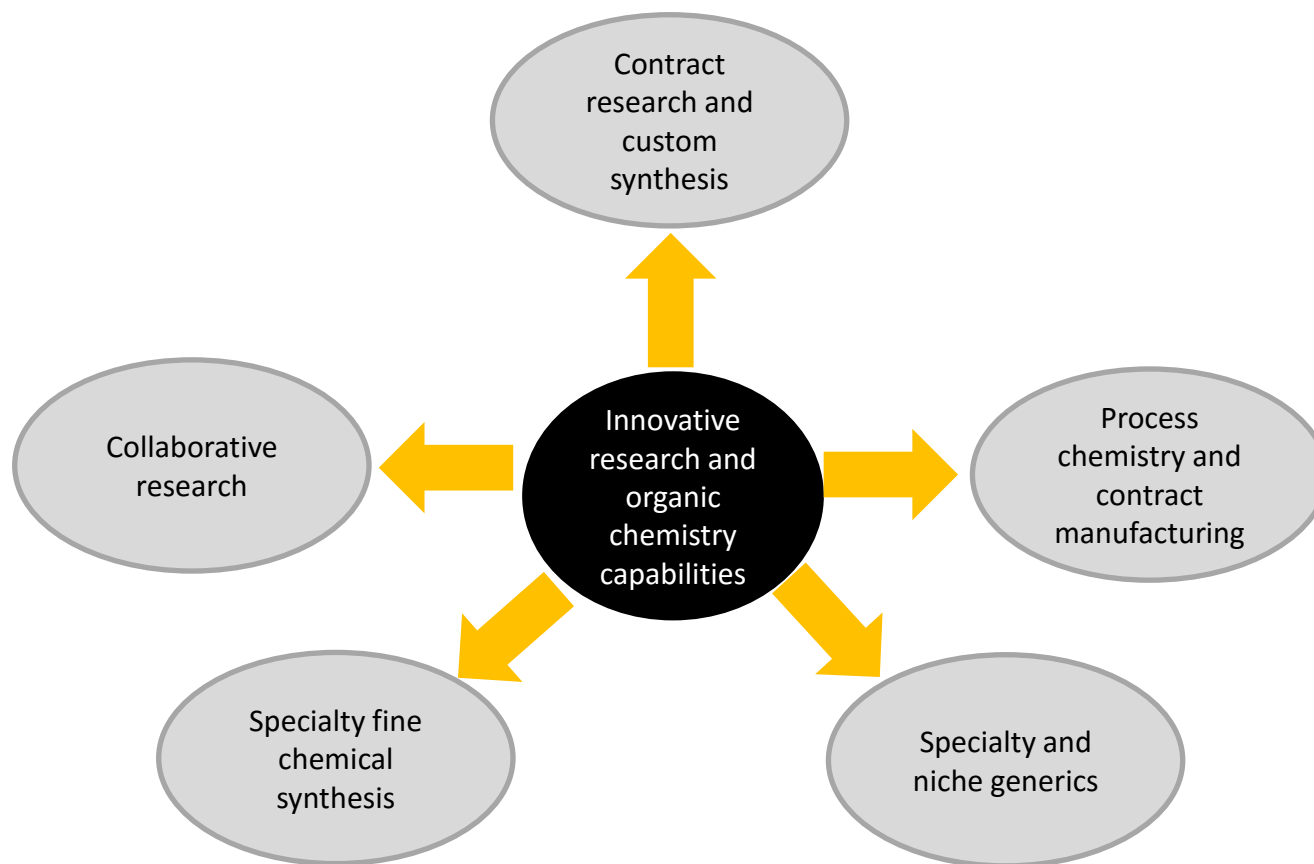 Contract
research and
custom
synthesis
Collaborative
research
Innovative
research and
organic
chemistry
capabilities
Process
chemistry and
contract
manufacturing
Specialty fine
chemical
synthesis
Specialty and
niche generics